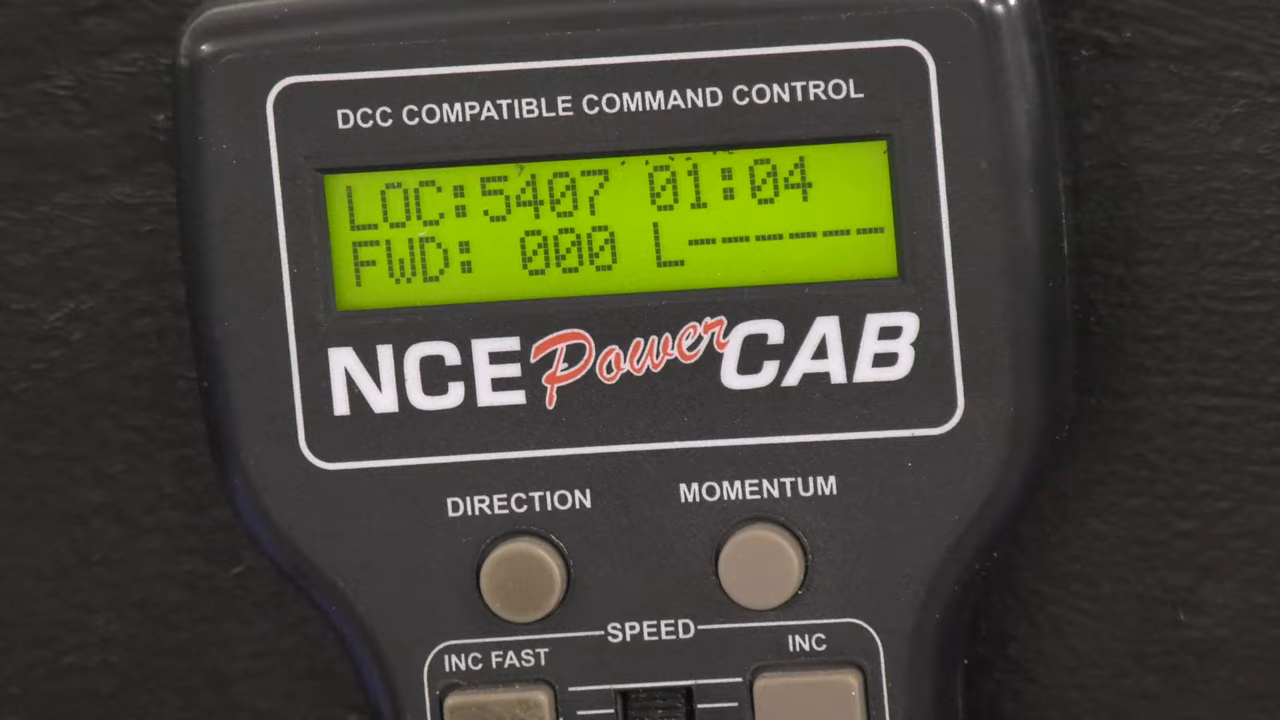 DCC COMPATIBLE COMMAND CONTROL
LOC:5407 01:04
FWD: 000 L------
NCE Power CAB
DIRECTION MOMENTUM
SPEED
INC FAST INC